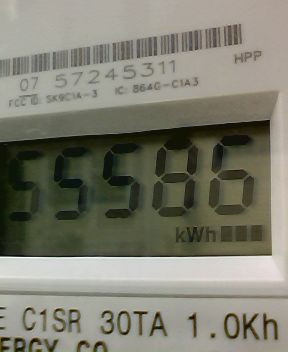 HPP
07 57245311
FCC ID: SK9C1A-3 IC: 864G-C1A3
55586
kWh
E C1SR 30TA 1.0Kh
ERGY CO